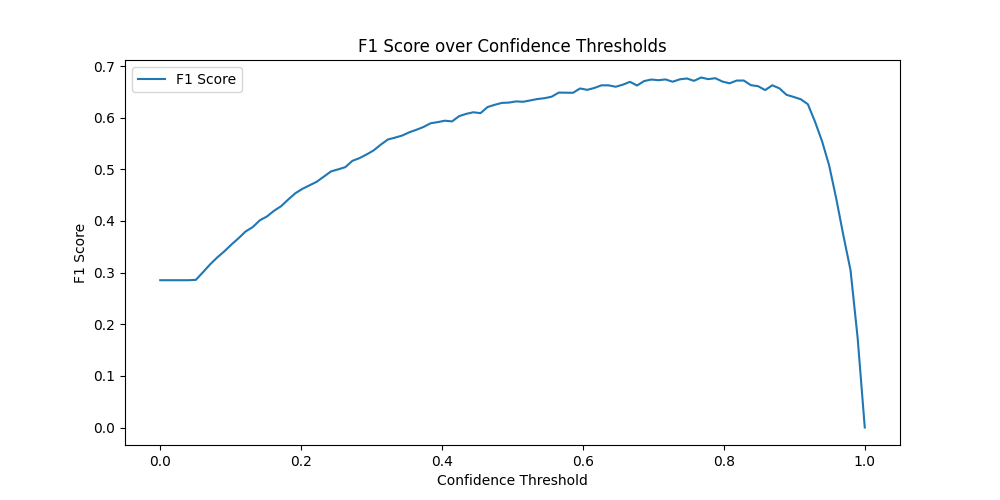 F1 Score over Confidence Thresholds
F1 Score
0.7
0.6
0.5
0.4
0.3
0.2
0.1
0.0
F1 Score
0.0 0.2 0.4 0.6 0.8 1.0
Confidence Threshold